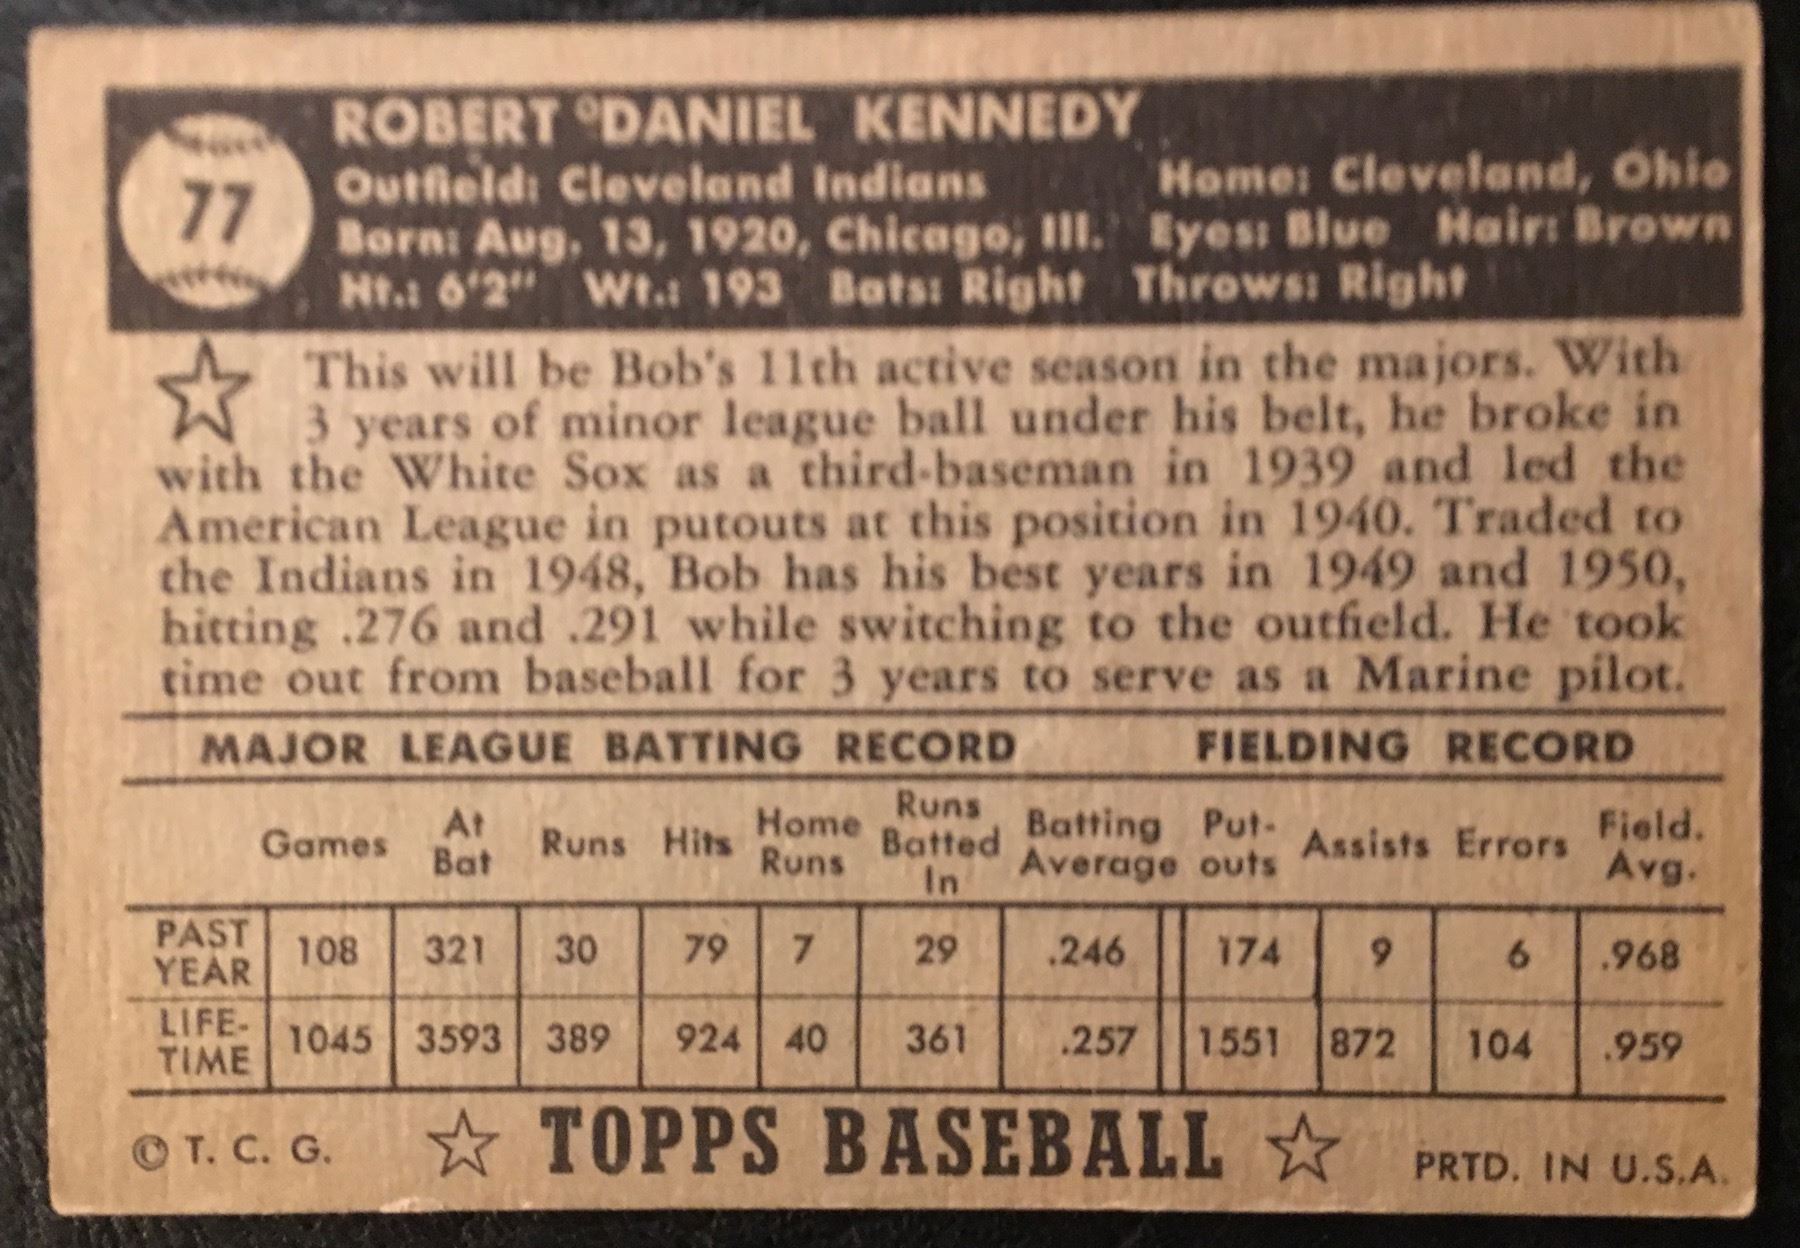 77
ROBERT DANIEL KENNEDY
Outfield: Cleveland Indians Home: Cleveland, Ohio
Born: Aug. 13, 1920, Chicago, Ill. Eyes: Blue Hair: Brown
Ht.: 6'2" Wt.: 193 Bats: Right Throws: Right
This will be Bob's 11th active season in the majors. With
3 years of minor league ball under his belt, he broke in
with the White Sox as a third-baseman in 1939 and led the
American League in putouts at this position in 1940. Traded to
the Indians in 1948, Bob has his best years in 1949 and 1950,
hitting .276 and .291 while switching to the outfield. He took
time out from baseball for 3 years to serve as a Marine pilot.
MAJOR LEAGUE BATTING RECORD FIELDING RECORD
Games At Bat Runs Hits Home Runs Runs Batted In Batting Average Put-outs Assists Errors Field. Avg.
PAST YEAR 108 321 30 79 7 29 .246 174 9 6 .968
LIFE-TIME 1045 3593 389 924 40 361 .257 1551 872 104 .959
© T. C. G. TOPPS BASEBALL PRTD. IN U.S.A.